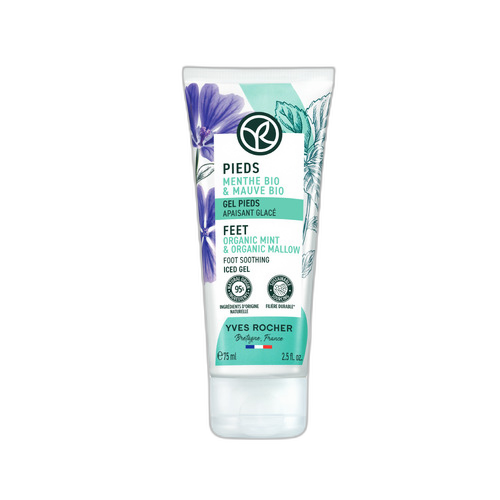 YR
PIEDS
MENTHE BIO
& MAUVE BIO
GEL PIEDS
APAISANT GLACÉ
FEET
ORGANIC MINT
& ORGANIC MALLOW
FOOT SOOTHING
ICED GEL
95%
INGRÉDIENTS D'ORIGINE
NATURELLE
FILIÈRE DURABLE*
YVES ROCHER
Bretagne, France
℮75 ml 2.5 fl. oz.